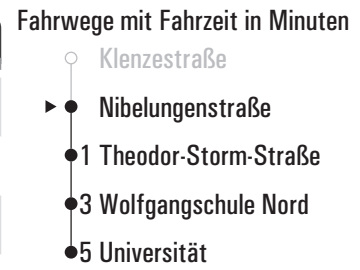 Fahrwege mit Fahrzeit in Minuten
Klenzestraße
Nibelungenstraße
1 Theodor-Storm-Straße
3 Wolfgangschule Nord
5 Universität